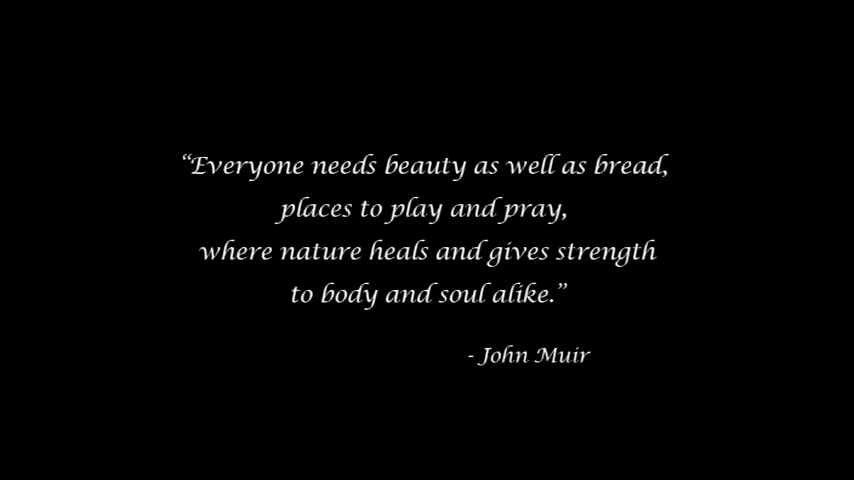 “Everyone needs beauty as well as bread,
places to play and pray,
where nature heals and gives strength
to body and soul alike.”
- John Muir